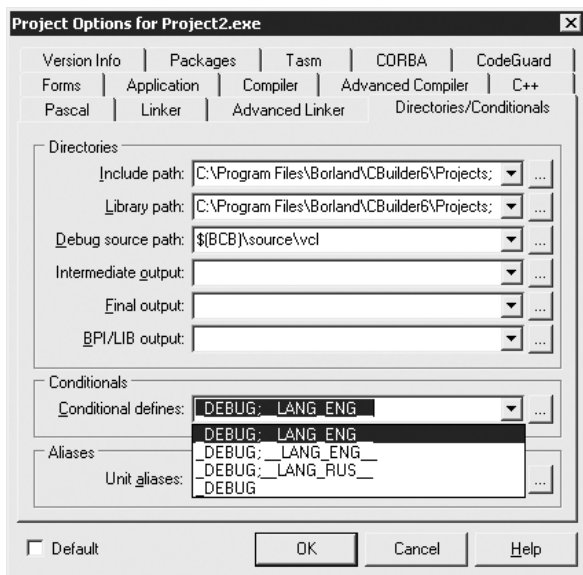 Project Options for Project2.exe
Version Info Packages Tasm CORBA CodeGuard
Forms Application Compiler Advanced Compiler C++
Pascal Linker Advanced Linker Directories/Conditionals
Directories
Include path: C:\Program Files\Borland\CBuilder6\Projects; ...
Library path: C:\Program Files\Borland\CBuilder6\Projects; ...
Debug source path: $(BCB)\source\vcl ...
Intermediate output: ...
Final output: ...
BPI/LIB output: ...
Conditionals
Conditional defines: _DEBUG;__LANG_ENG__ ...
_DEBUG;__LANG_ENG__
Aliases
_DEBUG; __LANG_ENG__
_DEBUG;__LANG_RUS__
Unit aliases: ...
_DEBUG
Default OK Cancel Help